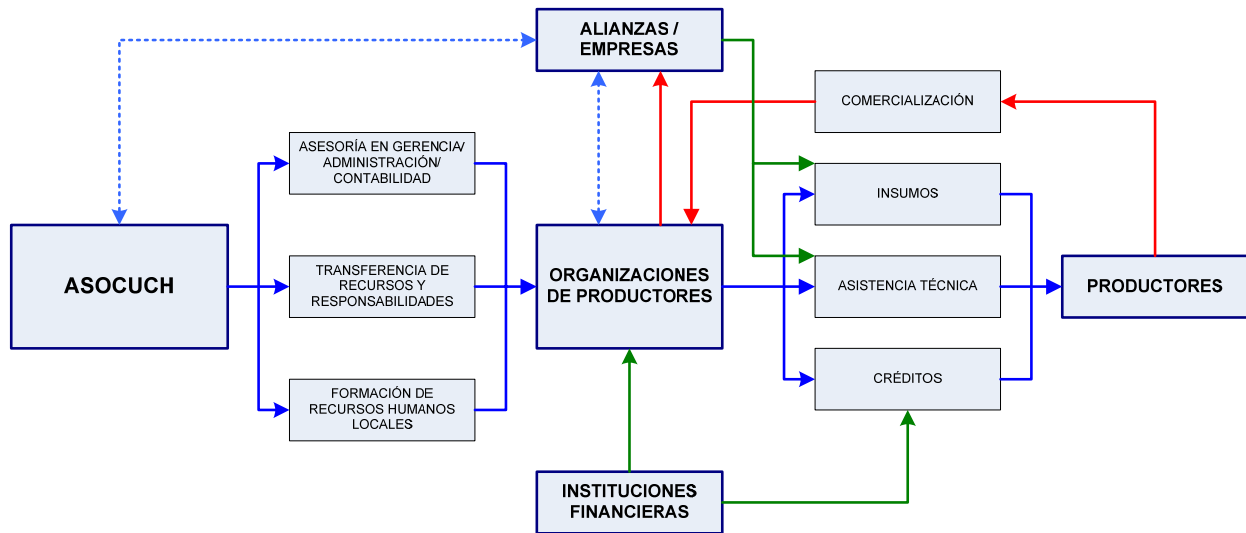 ALIANZAS /
EMPRESAS
COMERCIALIZACIÓN
ASESORÍA EN GERENCIA/
ADMINISTRACIÓN/
CONTABILIDAD
INSUMOS
ASOCUCH
TRANSFERENCIA DE
RECURSOS Y
RESPONSABILIDADES
ORGANIZACIONES
DE PRODUCTORES
ASISTENCIA TÉCNICA
PRODUCTORES
FORMACIÓN DE
RECURSOS HUMANOS
LOCALES
CRÉDITOS
INSTITUCIONES
FINANCIERAS